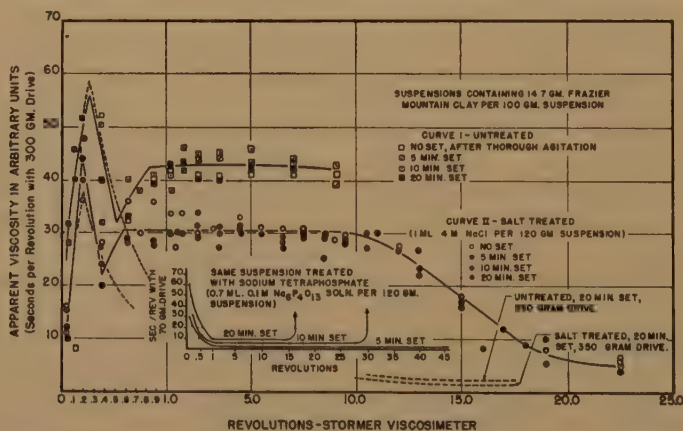 APPARENT VISCOSITY IN ARBITRARY UNITS
(Seconds per Revolution with 300 GM. Drive)
70
60
50
40
30
20
10
SUSPENSIONS CONTAINING 14.7 GM. FRAZIER
MOUNTAIN CLAY PER 100 GM. SUSPENSION
CURVE I - UNTREATED
NO SET, AFTER THOROUGH AGITATION
5 MIN. SET
10 MIN. SET
20 MIN. SET
CURVE II - SALT TREATED
(1 ML. 4 M NaCl PER 120 GM SUSPENSION)
NO SET
5 MIN. SET
10 MIN. SET
20 MIN. SET
SAME SUSPENSION TREATED
WITH SODIUM TETRAPHOSPHATE
(0.7 ML. 0.1M Na6P4O13 SOLN. PER 120 GM.
SUSPENSION)
SEC /REV. WITH
70 GM. DRIVE
70
60
50
40
30
20
10
20 MIN. SET
10 MIN SET
5 MIN. SET
0 .5 1 5 10 15 20 25 30 35 40 45
REVOLUTIONS
UNTREATED, 20 MIN. SET,
350 GRAM DRIVE.
SALT TREATED, 20 MIN.
SET, 350 GRAM DRIVE.
0 .1 .2 .3 .4 .5 .6 .7 .8 .9 1.0 5.0 10.0 15.0 20.0 25.0
REVOLUTIONS-STORMER VISCOSIMETER